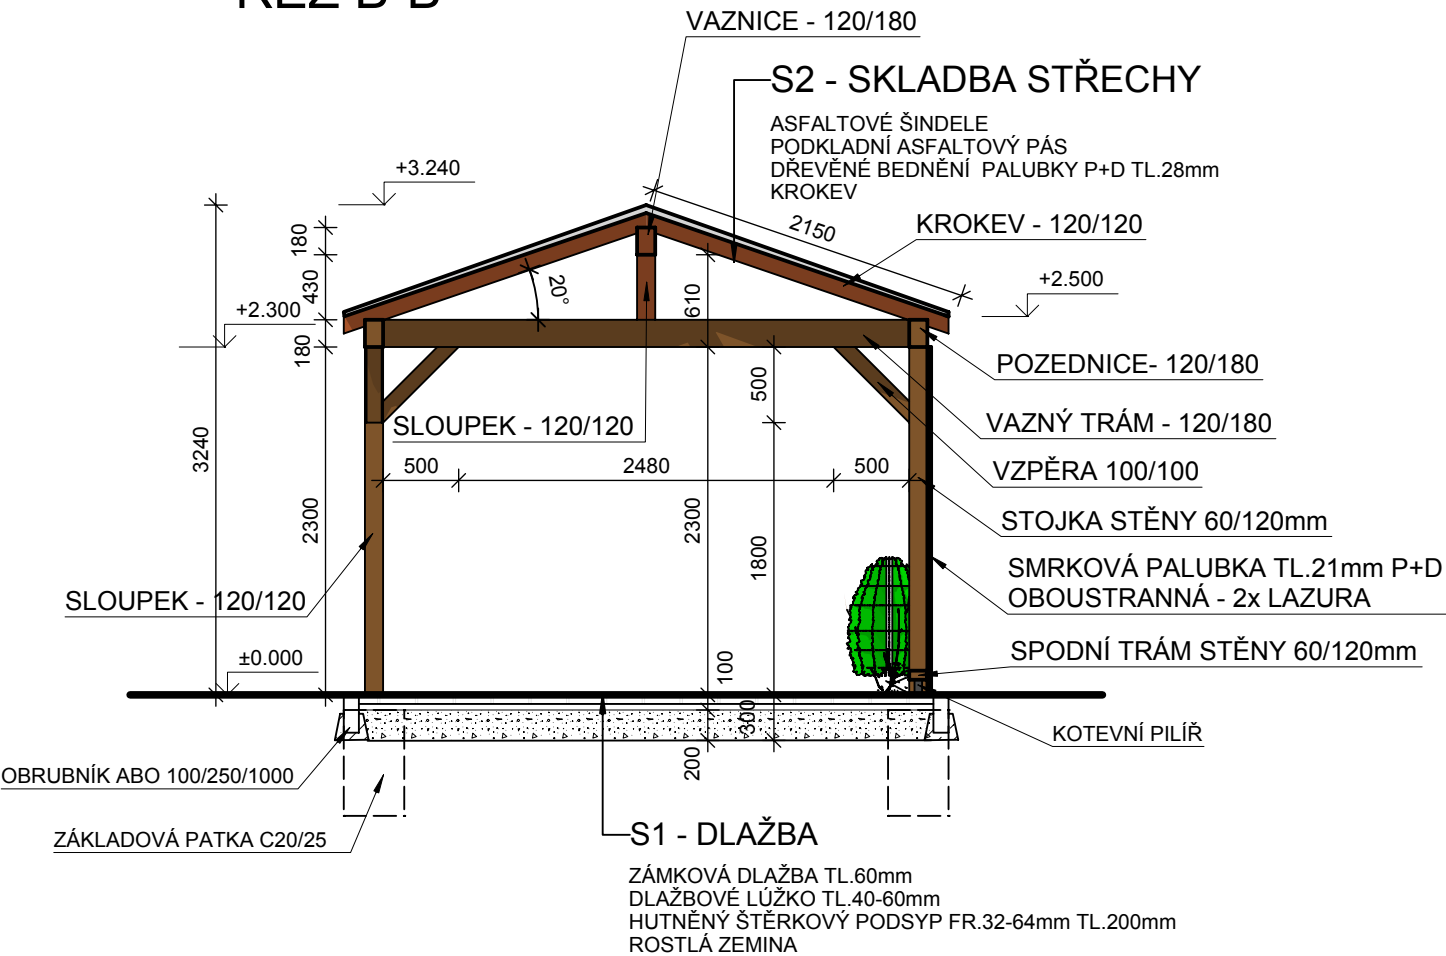 ŘEZ B-B
VAZNICE - 120/180
S2 - SKLADBA STŘECHY
ASFALTOVÉ ŠINDELE
PODKLADNÍ ASFALTOVÝ PÁS
DŘEVĚNÉ BEDNĚNÍ  PALUBKY P+D TL.28mm
KROKEV
+3.240
2150
KROKEV - 120/120
180
+2.500
430
20°
610
+2.300
180
POZEDNICE- 120/180
500
VAZNÝ TRÁM - 120/180
SLOUPEK - 120/120
3240
500
2480
500
VZPĚRA 100/100
2300
2300
STOJKA STĚNY 60/120mm
1800
SMRKOVÁ PALUBKA TL.21mm P+D
OBOUSTRANNÁ - 2x LAZURA
SLOUPEK - 120/120
±0.000
100
SPODNÍ TRÁM STĚNY 60/120mm
300
KOTEVNÍ PILÍŘ
200
OBRUBNÍK ABO 100/250/1000
ZÁKLADOVÁ PATKA C20/25
S1 - DLAŽBA
ZÁMKOVÁ DLAŽBA TL.60mm
DLAŽBOVÉ LÚŽKO TL.40-60mm
HUTNĚNÝ ŠTĚRKOVÝ PODSYP FR.32-64mm TL.200mm
ROSTLÁ ZEMINA